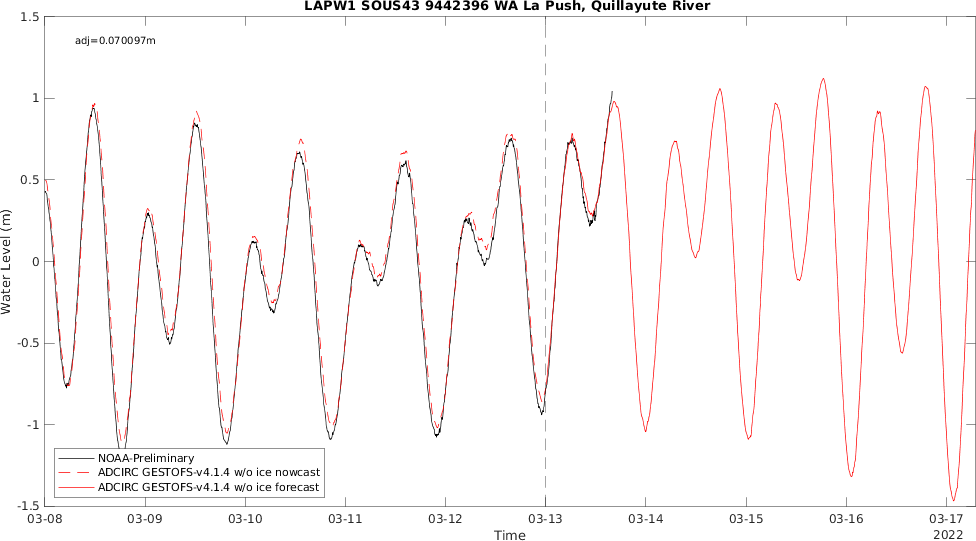 LAPW1 SOUS43 9442396 WA La Push, Quillayute River
adj=0.070097m
1.5
1
0.5
0
-0.5
-1
-1.5
Water Level (m)
NOAA-Preliminary
ADCIRC GESTOFS-v4.1.4 w/o ice nowcast
ADCIRC GESTOFS-v4.1.4 w/o ice forecast
03-08 03-09 03-10 03-11 03-12 03-13 03-14 03-15 03-16 03-17
Time
2022